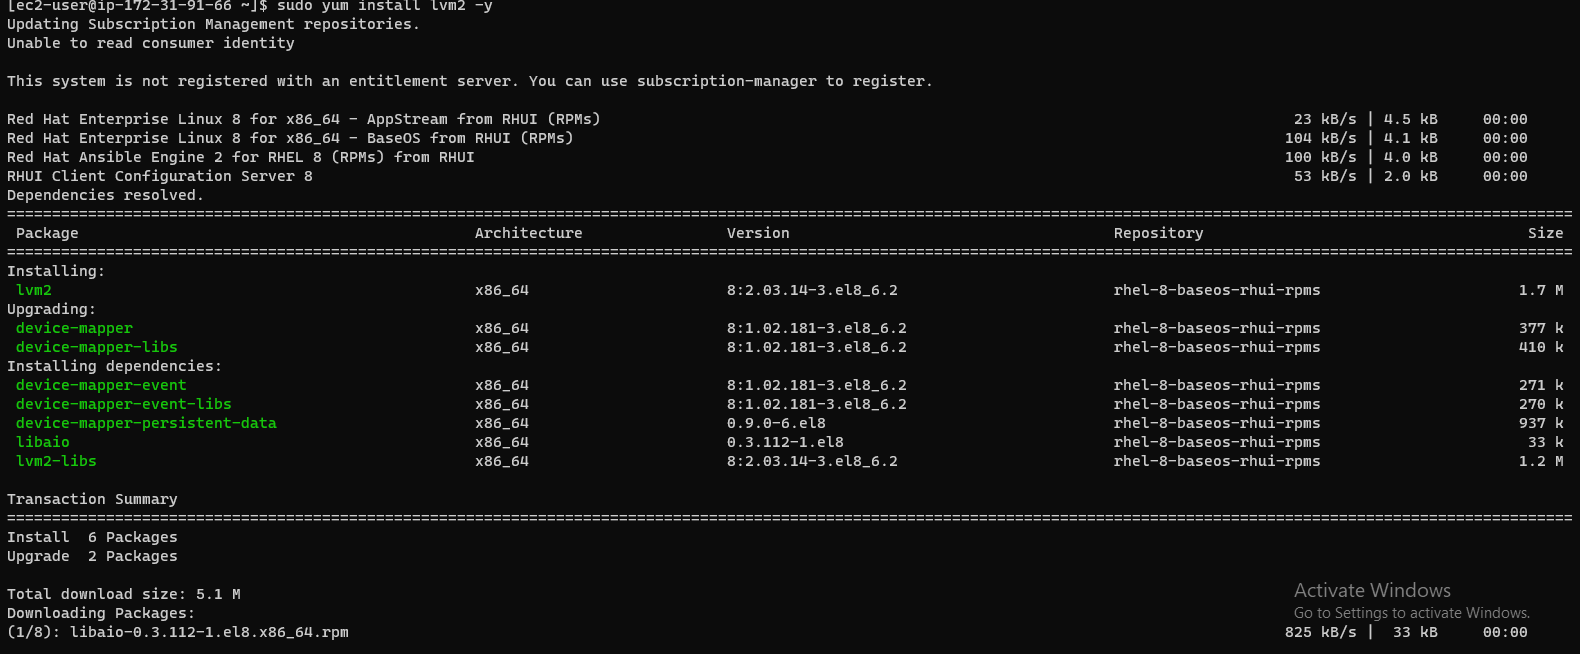 [ec2-user@ip-172-31-91-66 ~]$ sudo yum install lvm2 -y
Updating Subscription Management repositories.
Unable to read consumer identity
This system is not registered with an entitlement server. You can use subscription-manager to register.
Red Hat Enterprise Linux 8 for x86_64 - AppStream from RHUI (RPMs) 23 kB/s | 4.5 kB 00:00
Red Hat Enterprise Linux 8 for x86_64 - BaseOS from RHUI (RPMs) 104 kB/s | 4.1 kB 00:00
Red Hat Ansible Engine 2 for RHEL 8 (RPMs) from RHUI 100 kB/s | 4.0 kB 00:00
RHUI Client Configuration Server 8 53 kB/s | 2.0 kB 00:00
Dependencies resolved.
Package Architecture Version Repository Size
Installing:
lvm2 x86_64 8:2.03.14-3.el8_6.2 rhel-8-baseos-rhui-rpms 1.7 M
Upgrading:
device-mapper x86_64 8:1.02.181-3.el8_6.2 rhel-8-baseos-rhui-rpms 377 k
device-mapper-libs x86_64 8:1.02.181-3.el8_6.2 rhel-8-baseos-rhui-rpms 410 k
Installing dependencies:
device-mapper-event x86_64 8:1.02.181-3.el8_6.2 rhel-8-baseos-rhui-rpms 271 k
device-mapper-event-libs x86_64 8:1.02.181-3.el8_6.2 rhel-8-baseos-rhui-rpms 270 k
device-mapper-persistent-data x86_64 0.9.0-6.el8 rhel-8-baseos-rhui-rpms 937 k
libaio x86_64 0.3.112-1.el8 rhel-8-baseos-rhui-rpms 33 k
lvm2-libs x86_64 8:2.03.14-3.el8_6.2 rhel-8-baseos-rhui-rpms 1.2 M
Transaction Summary
Install 6 Packages
Upgrade 2 Packages
Total download size: 5.1 M
Downloading Packages:
(1/8): libaio-0.3.112-1.el8.x86_64.rpm 825 kB/s | 33 kB 00:00
Activate Windows
Go to Settings to activate Windows.